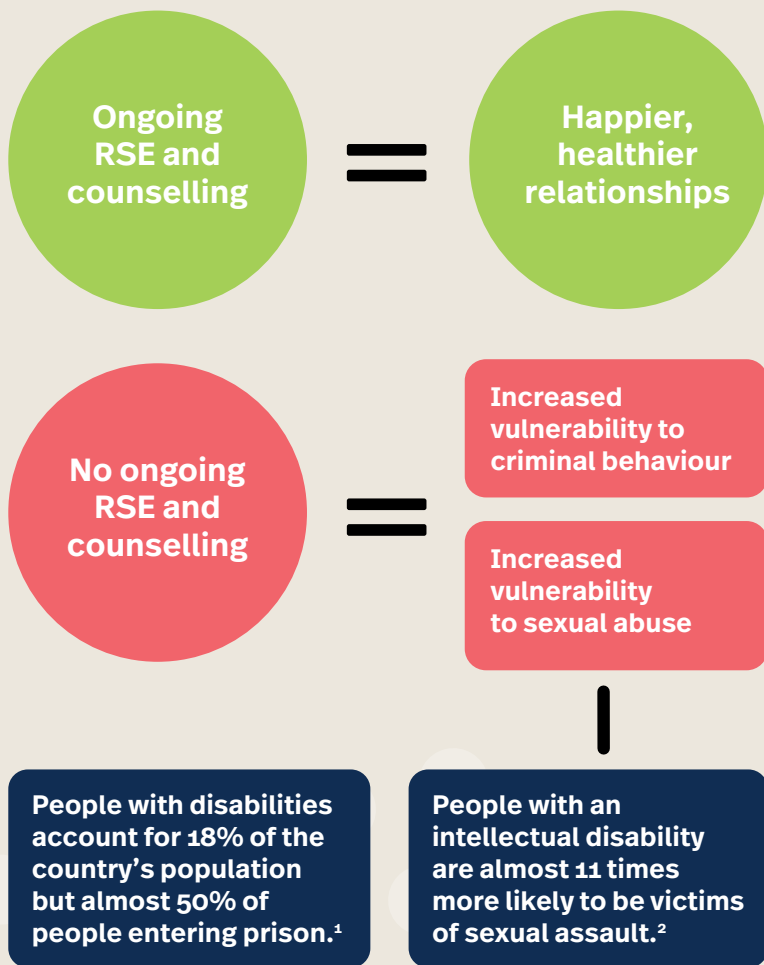 Ongoing
RSE and
counselling
=
Happier,
healthier
relationships
No ongoing
RSE and
counselling
=
Increased
vulnerability to
criminal behaviour
Increased
vulnerability
to sexual abuse
People with disabilities
account for 18% of the
country’s population
but almost 50% of
people entering prison.¹
People with an
intellectual disability
are almost 11 times
more likely to be victims
of sexual assault.²